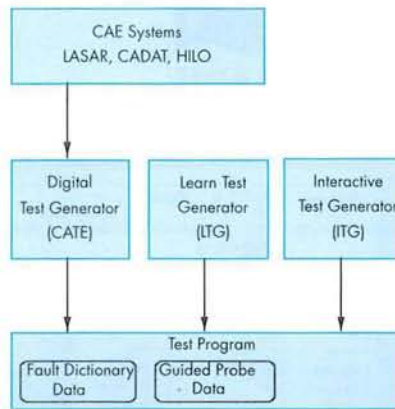 CAE Systems
LASAR, CADAT, HILO
Digital
Test Generator
(CATE)
Learn Test
Generator
(LTG)
Interactive
Test Generator
(ITG)
Test Program
Fault Dictionary
Data
Guided Probe
Data